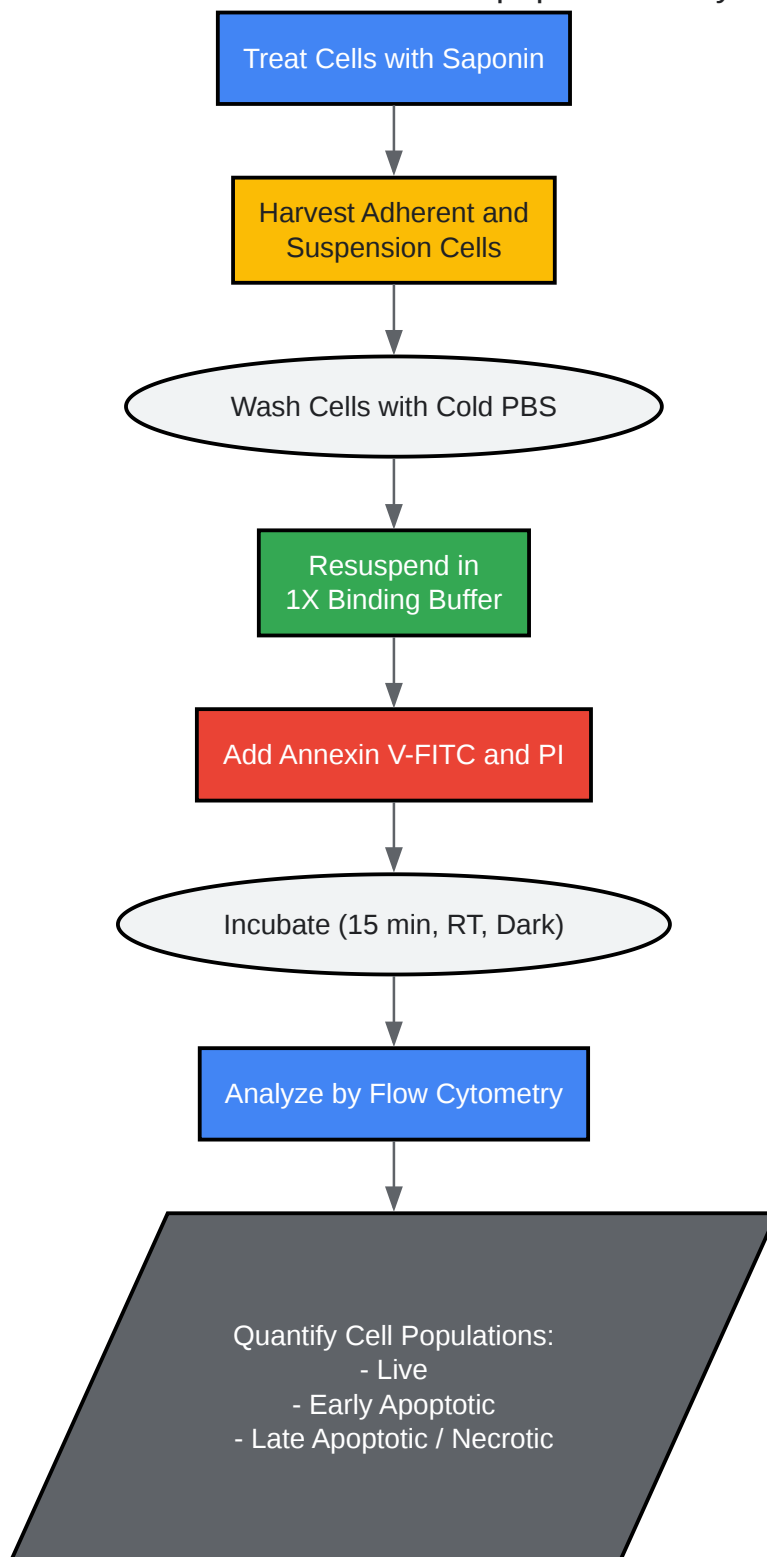 Treat Cells with Saponin
Harvest Adherent and
Suspension Cells
Wash Cells with Cold PBS
Resuspend in
1X Binding Buffer
Add Annexin V-FITC and PI
Incubate (15 min, RT, Dark)
Analyze by Flow Cytometry
Quantify Cell Populations:
- Live
- Early Apoptotic
- Late Apoptotic / Necrotic